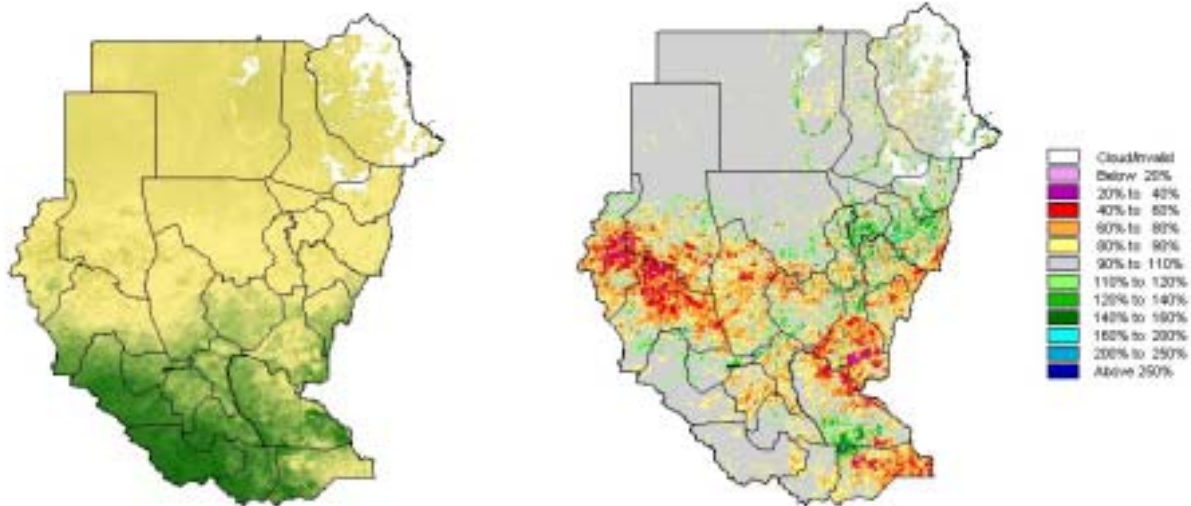 Cloud/Invalid
Below 20%
20% to 40%
40% to 60%
60% to 80%
80% to 90%
90% to 110%
110% to 120%
120% to 140%
140% to 160%
160% to 200%
200% to 250%
Above 250%